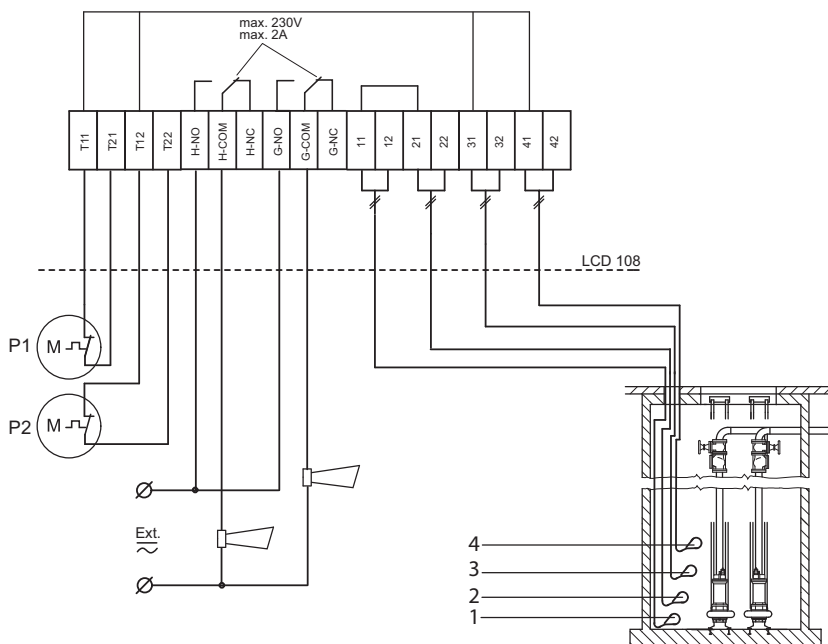 max. 230V
max. 2A
T11
T21
T12
T22
H-NO
H-COM
H-NC
G-NO
G-COM
G-NC
11
12
21
22
31
32
41
42
LCD 108
P1
M
P2
M
Ext.
4
3
2
1